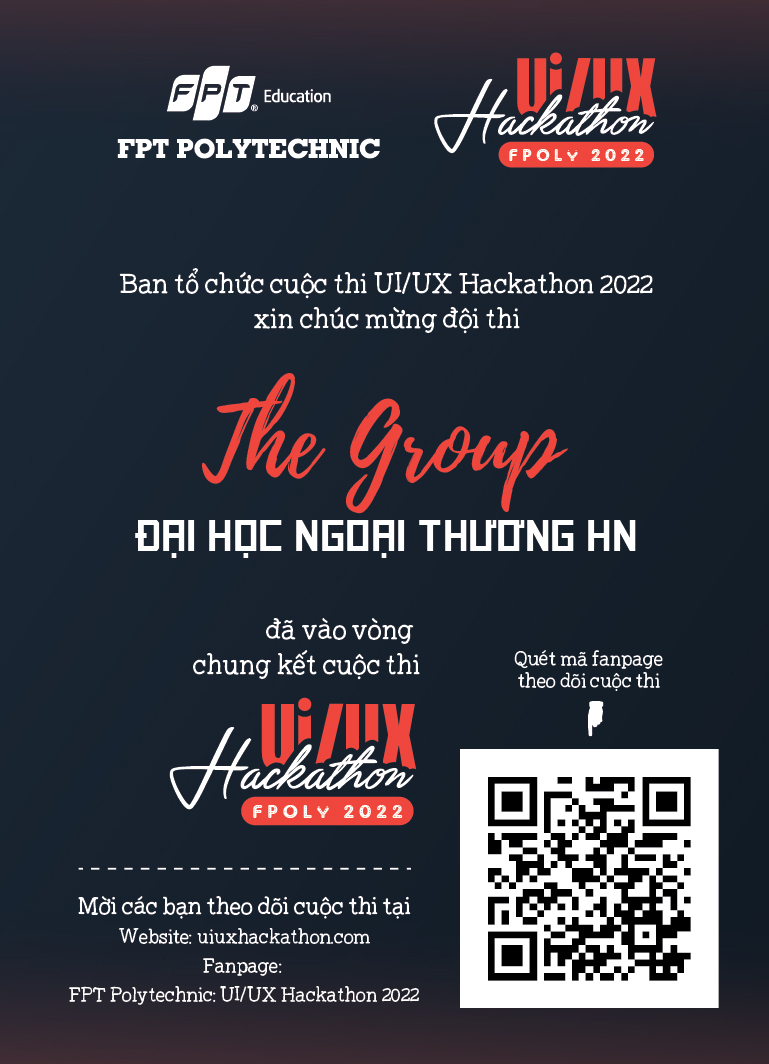 FPT Education
FPT POLYTECHNIC
Ui/UX
Hackathon
FPOLY 2022
Ban tổ chức cuộc thi UI/UX Hackathon 2022
xin chúc mừng đội thi
The Group
ĐẠI HỌC NGOẠI THƯƠNG HN
đã vào vòng
chung kết cuộc thi
Ui/UX
Hackathon
FPOLY 2022
Quét mã fanpage
theo dõi cuộc thi
Mời các bạn theo dõi cuộc thi tại
Website: uiuxhackathon.com
Fanpage:
FPT Polytechnic: UI/UX Hackathon 2022